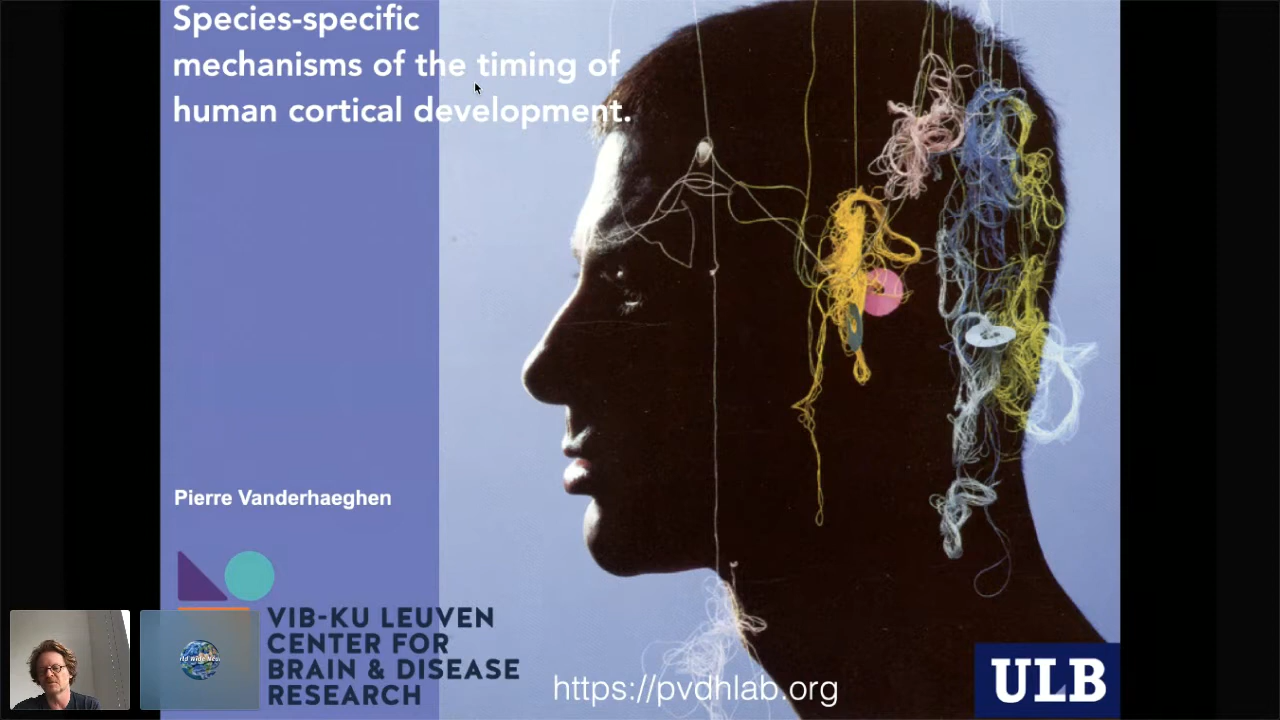 Species-specific
mechanisms of the timing of
human cortical development.
Pierre Vanderhaeghen
VIB-KU LEUVEN
CENTER FOR
BRAIN & DISEASE
RESEARCH
https://pvdhlab.org
ULB